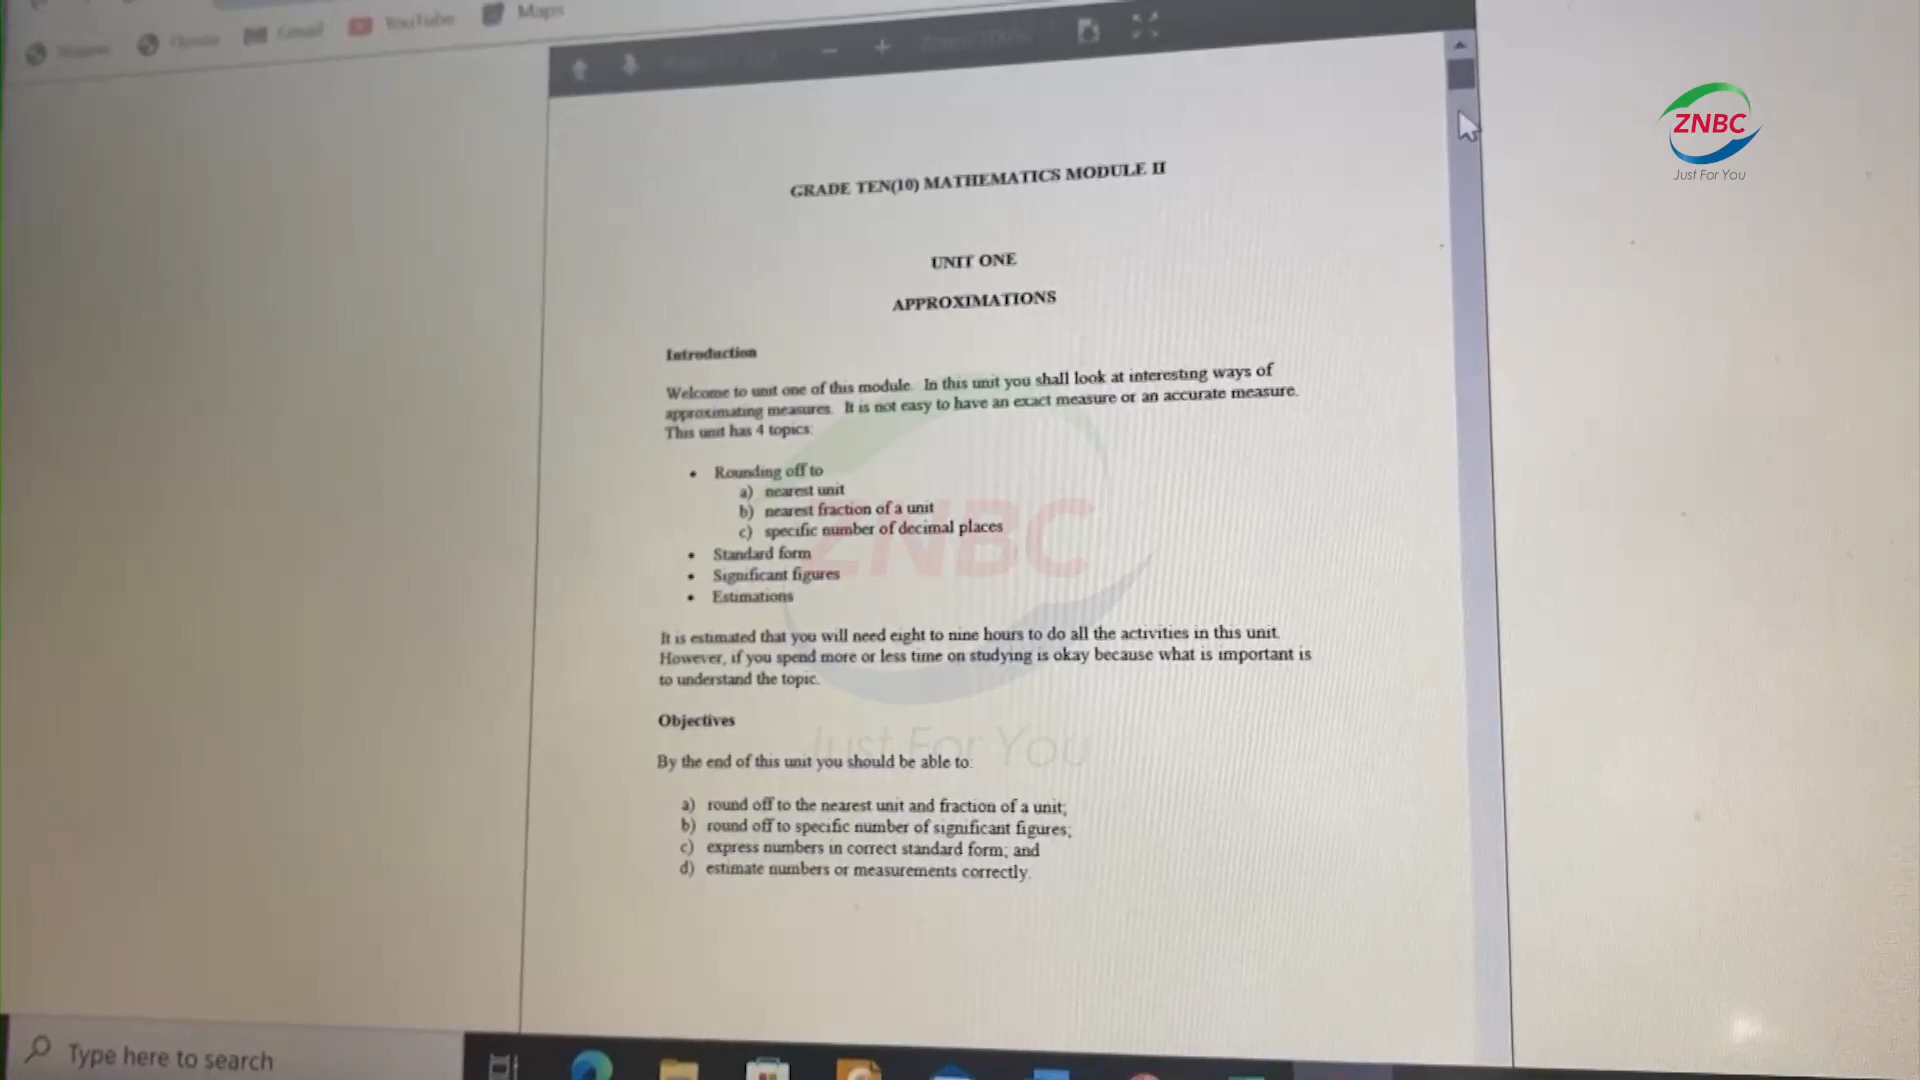 Gmail
YouTube
Maps
ZNBC
Just For You
GRADE TEN(10) MATHEMATICS MODULE II
UNIT ONE
APPROXIMATIONS
Introduction
Welcome to unit one of this module. In this unit you shall look at interesting ways of
approximating measures. It is not easy to have an exact measure or an accurate measure.
This unit has 4 topics:
• Rounding off to
a) nearest unit
b) nearest fraction of a unit
c) specific number of decimal places
• Standard form
• Significant figures
• Estimations
ZNBC
It is estimated that you will need eight to nine hours to do all the activities in this unit.
However, if you spend more or less time on studying is okay because what is important is
to understand the topic.
Objectives
Just For You
By the end of this unit you should be able to:
a) round off to the nearest unit and fraction of a unit;
b) round off to specific number of significant figures;
c) express numbers in correct standard form; and
d) estimate numbers or measurements correctly.
Type here to search